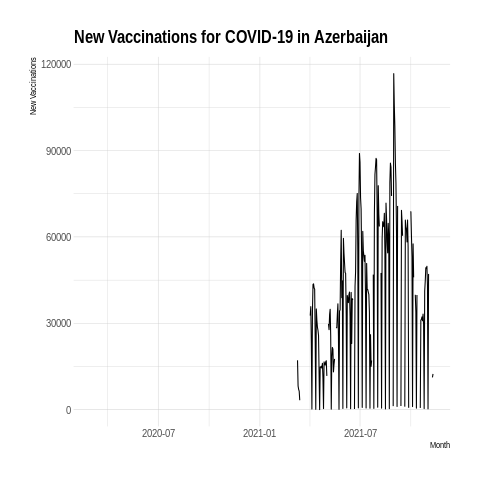 New Vaccinations for COVID-19 in Azerbaijan
New Vaccinations
120000
90000
60000
30000
0
2020-07
2021-01
2021-07
Month